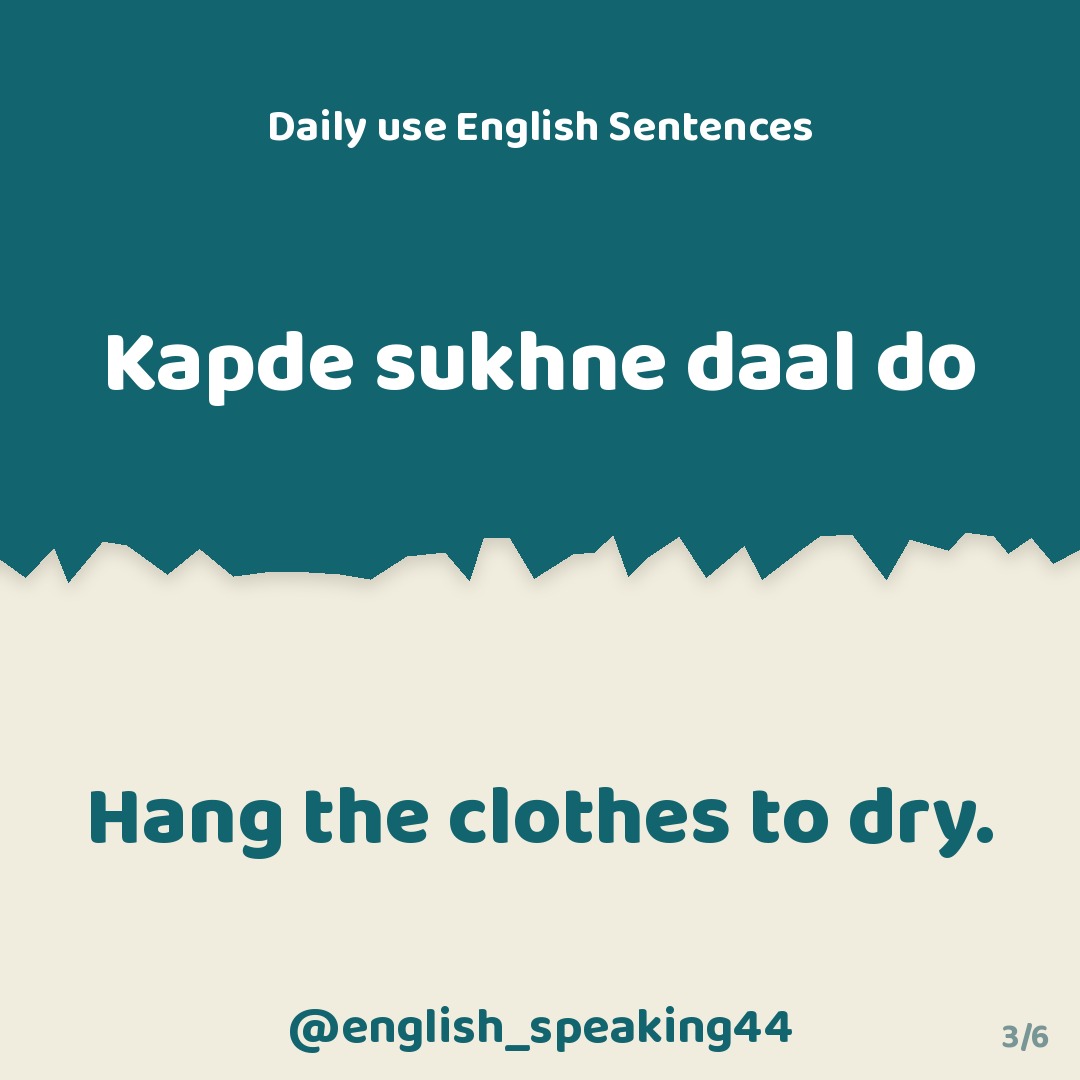 Daily use English Sentences
Kapde sukhne daal do
Hang the clothes to dry.
@english_speaking44
3/6